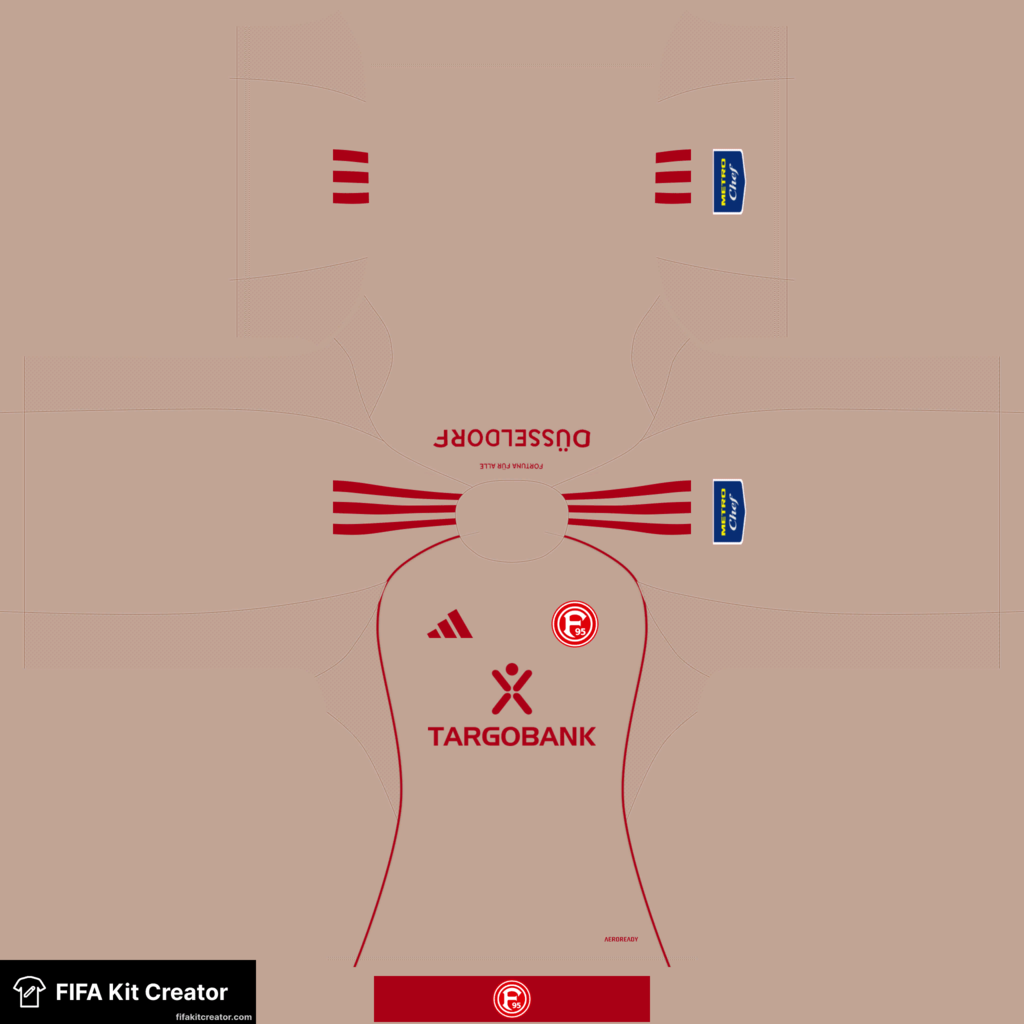 METRO
Chef
DÜSSELDORF
FORTUNA FÜR ALLE
METRO
Chef
F
95
TARGOBANK
AEROREADY
F
95
FIFA Kit Creator
fifakitcreator.com